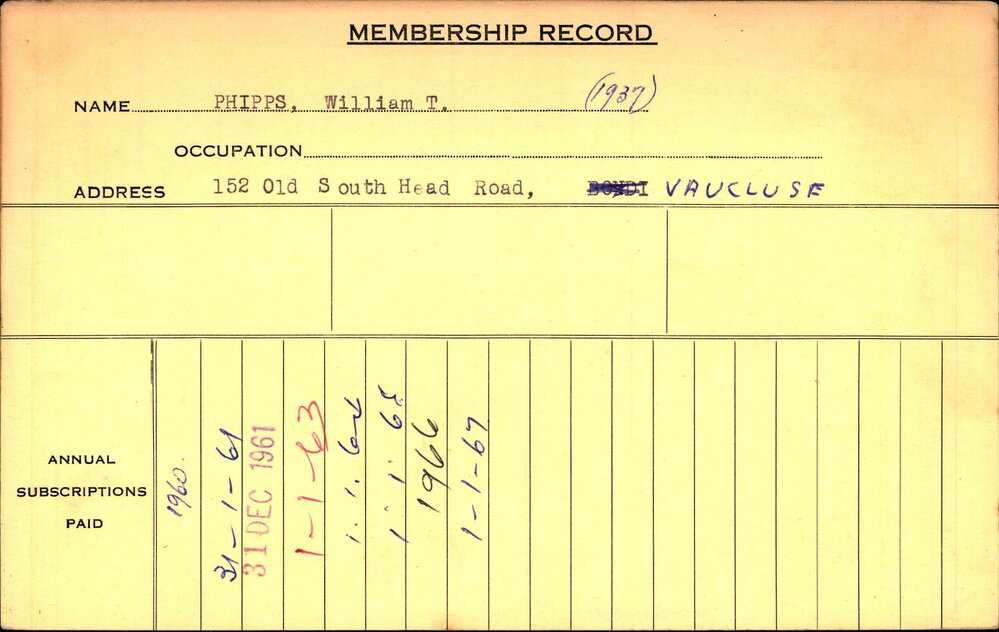 MEMBERSHIP RECORD
NAME PHIPPS, William T. (1937)
OCCUPATION
ADDRESS 152 Old South Head Road, BONDI VAUCLUSE
ANNUAL
SUBSCRIPTIONS
PAID
1960.
31-1-61
31 DEC 1961
1-1-63
1.1.64
1.1.65
1966
1-1-67